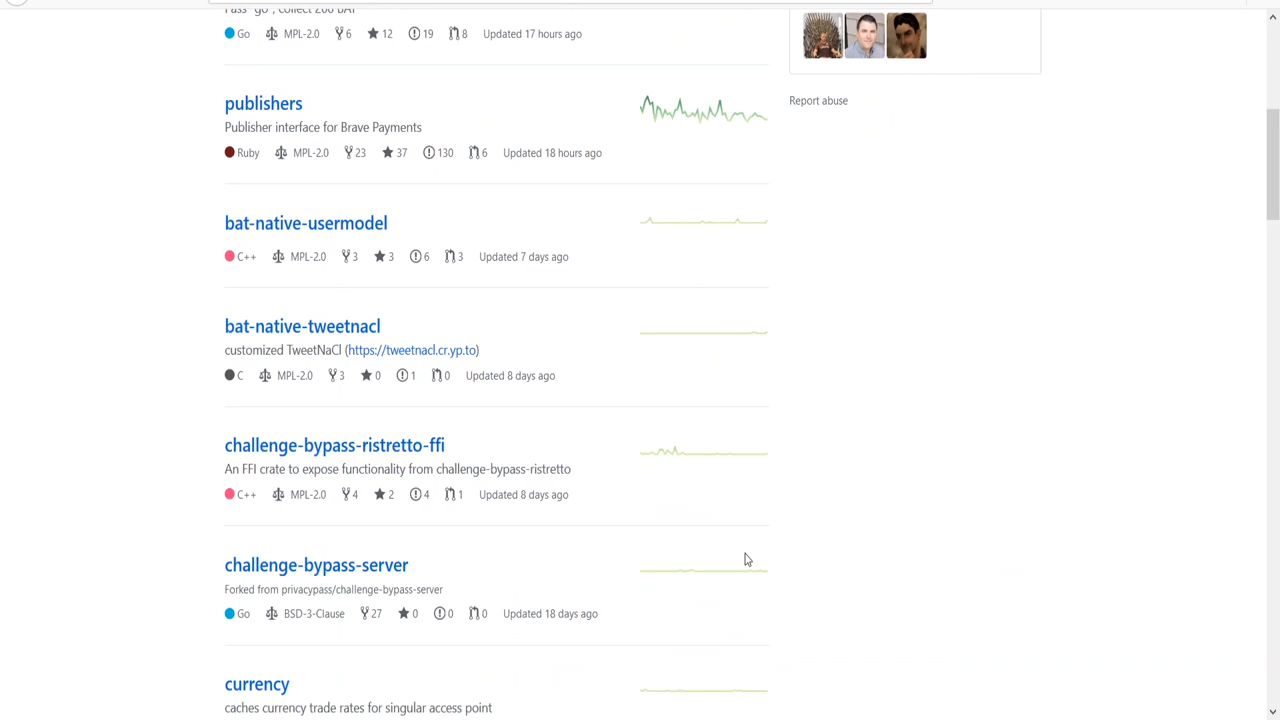 Pass "go", collect 200 BAT
Go MPL-2.0 6 12 19 8 Updated 17 hours ago
Report abuse
publishers
Publisher interface for Brave Payments
Ruby MPL-2.0 23 37 130 6 Updated 18 hours ago
bat-native-usermodel
C++ MPL-2.0 3 3 6 3 Updated 7 days ago
bat-native-tweetnacl
customized TweetNaCl (https://tweetnacl.cr.yp.to)
C MPL-2.0 3 0 1 0 Updated 8 days ago
challenge-bypass-ristretto-ffi
An FFI crate to expose functionality from challenge-bypass-ristretto
C++ MPL-2.0 4 2 4 1 Updated 8 days ago
challenge-bypass-server
Forked from privacypass/challenge-bypass-server
Go BSD-3-Clause 27 0 0 0 Updated 18 days ago
currency
caches currency trade rates for singular access point